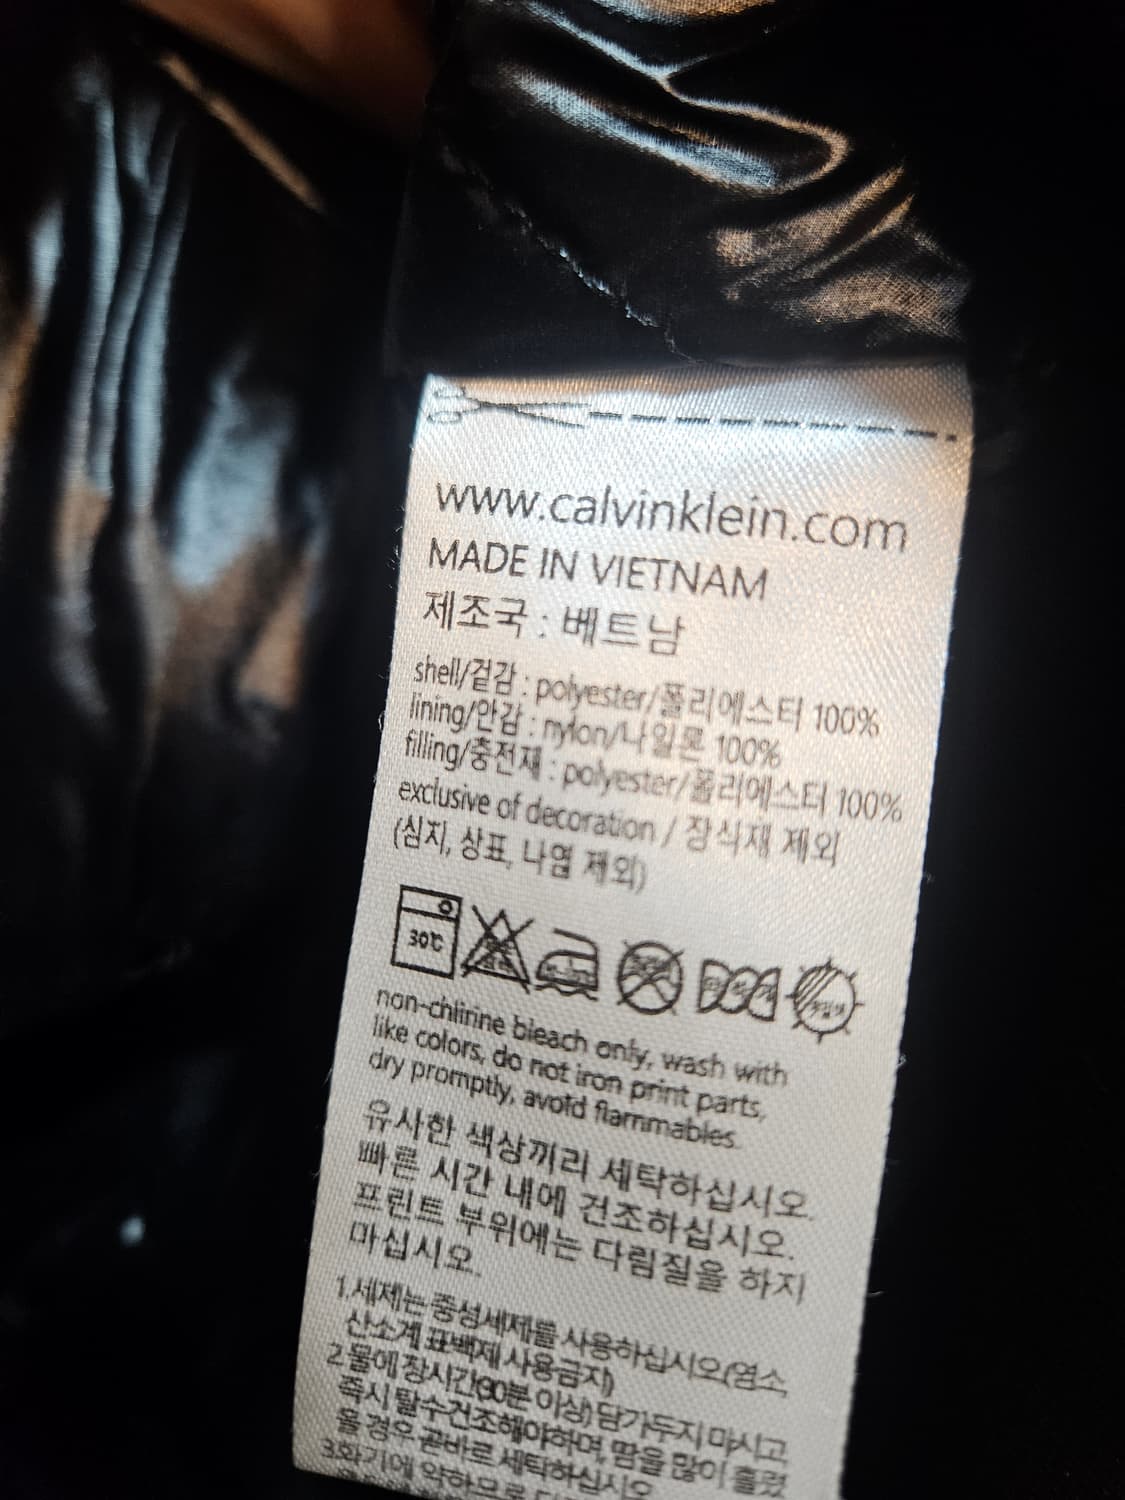 www.calvinklein.com
MADE IN VIETNAM
제조국 : 베트남
shell/겉감 : polyester/폴리에스터 100%
lining/안감 : nylon/나일론 100%
filling/충전재 : polyester/폴리에스터 100%
exclusive of decoration / 장식재 제외
(심지, 상표, 나염 제외)
30℃
non-chlirine bleach only, wash with
like colors, do not iron print parts,
dry promptly, avoid flammables.
유사한 색상끼리 세탁하십시오.
빠른 시간 내에 건조하십시오.
프린트 부위에는 다림질을 하지
마십시오.
1.세제는 중성세제를 사용하십시오(염소,
산소계 표백제 사용금지)
2.물에 장시간(30분 이상) 담가두지 마시고,
즉시 탈수건조해야하며, 땀을 많이 흘렸
을 경우 곧바로 세탁하십시오
3.화기에 약하므로